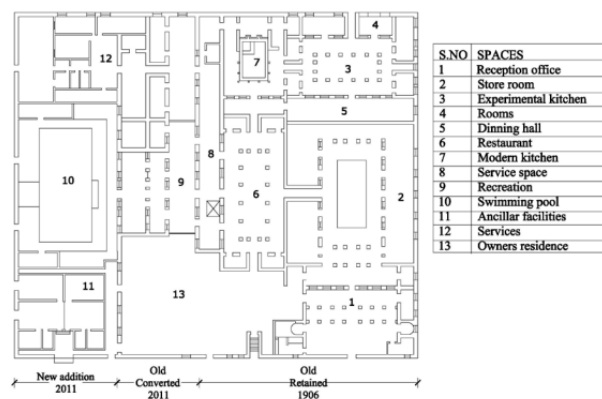 4
12
7
3
5
8
9
2
10
6
11
13
1
New addition
2011
Old
Converted
2011
Old
Retained
1906
S.NO SPACES
1 Reception office
2 Store room
3 Experimental kitchen
4 Rooms
5 Dinning hall
6 Restaurant
7 Modern kitchen
8 Service space
9 Recreation
10 Swimming pool
11 Ancillar facilities
12 Services
13 Owners residence